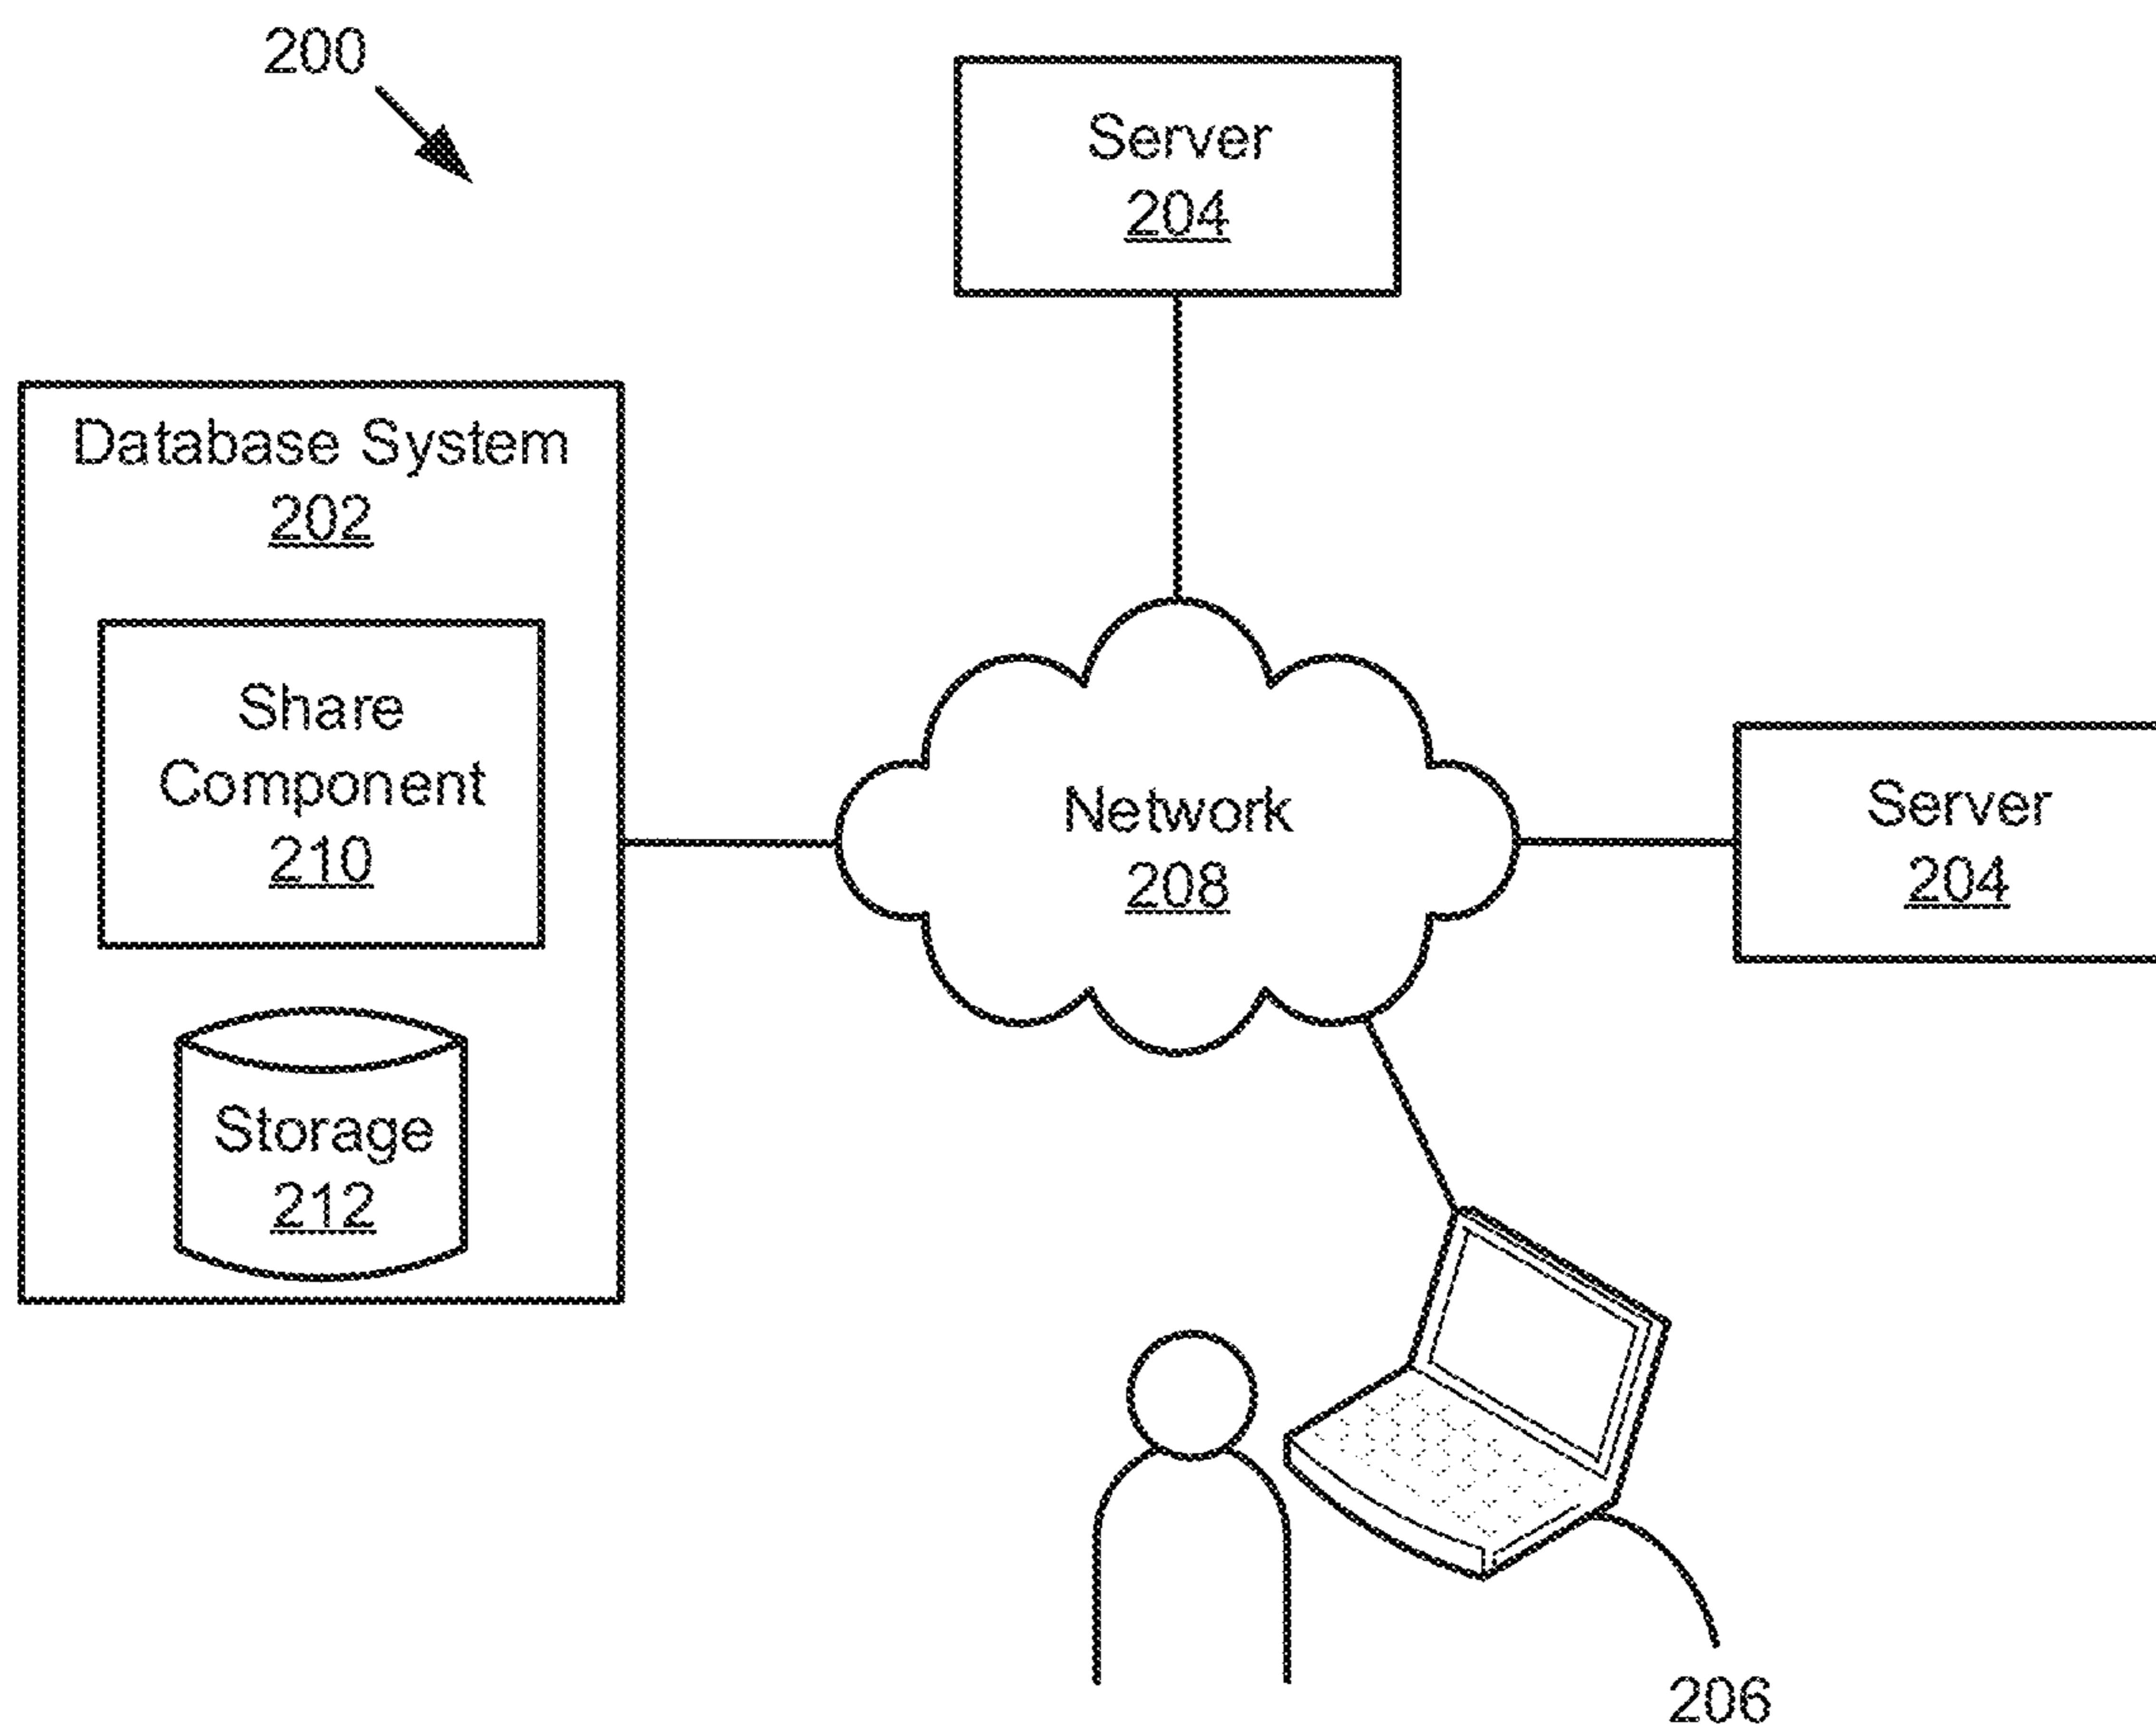 200
Server
204
Database System
202
Share
Component
210
Storage
212
Network
208
Server
204
206